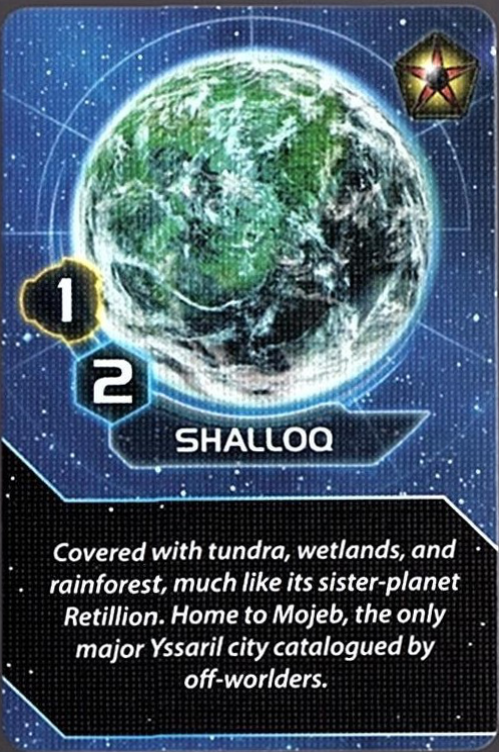 1
2
SHALLOQ
Covered with tundra, wetlands, and
rainforest, much like its sister-planet
Retillion. Home to Mojeb, the only
major Yssaril city catalogued by
off-worlders.